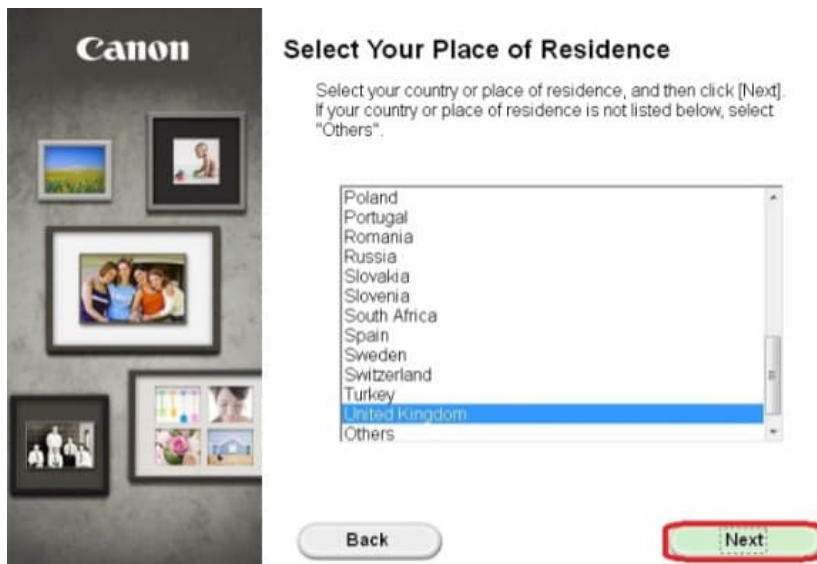 Canon
Select Your Place of Residence
Select your country or place of residence, and then click [Next].
If your country or place of residence is not listed below, select
"Others".
Poland
Portugal
Romania
Russia
Slovakia
Slovenia
South Africa
Spain
Sweden
Switzerland
Turkey
United Kingdom
Others
Back
Next